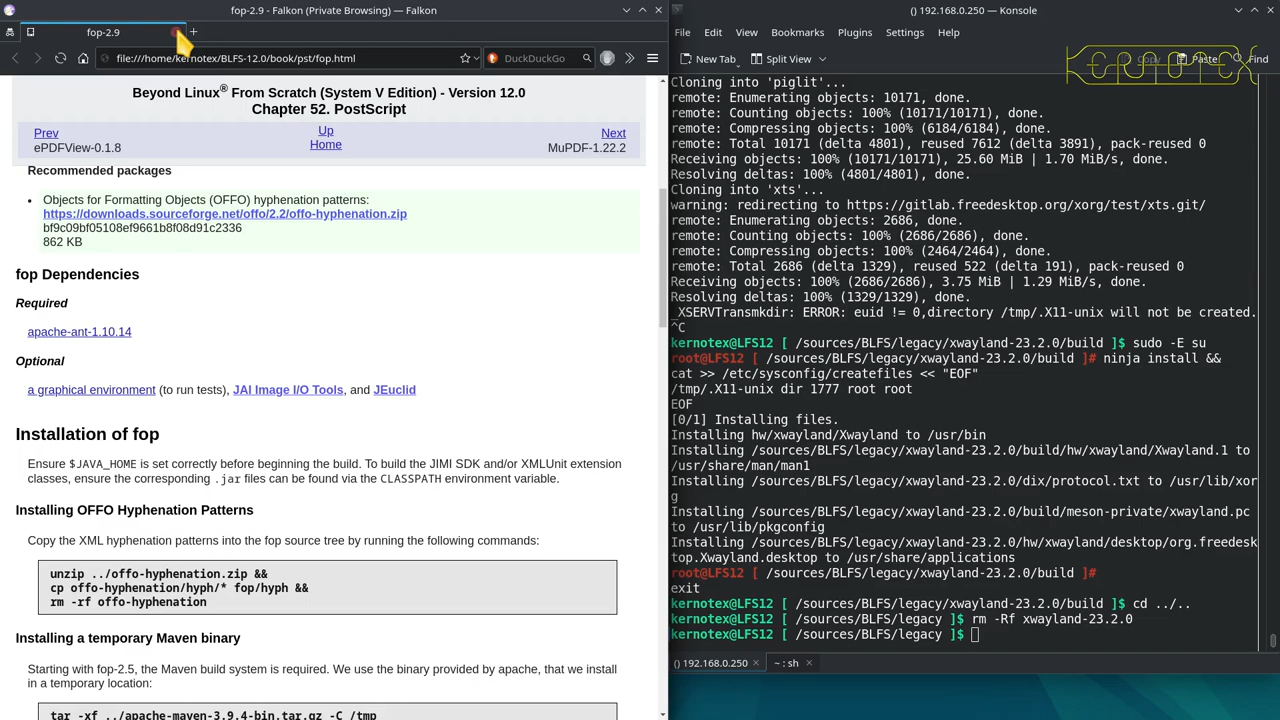 fop-2.9 - Falkon (Private Browsing) — Falkon
fop-2.9
file:///home/kernotex/BLFS-12.0/book/pst/fop.html
DuckDuckGo
Beyond Linux® From Scratch (System V Edition) - Version 12.0
Chapter 52. PostScript
Prev
Up
Next
ePDFView-0.1.8
Home
MuPDF-1.22.2
Recommended packages
• Objects for Formatting Objects (OFFO) hyphenation patterns:
https://downloads.sourceforge.net/offo/2.2/offo-hyphenation.zip
bf9c09bf05108ef9661b8f08d91c2336
862 KB
fop Dependencies
Required
apache-ant-1.10.14
Optional
a graphical environment (to run tests), JAI Image I/O Tools, and JEuclid
Installation of fop
Ensure $JAVA_HOME is set correctly before beginning the build. To build the JIMI SDK and/or XMLUnit extension
classes, ensure the corresponding .jar files can be found via the CLASSPATH environment variable.
Installing OFFO Hyphenation Patterns
Copy the XML hyphenation patterns into the fop source tree by running the following commands:
unzip ../offo-hyphenation.zip &&
cp offo-hyphenation/hyph/* fop/hyph &&
rm -rf offo-hyphenation
Installing a temporary Maven binary
Starting with fop-2.5, the Maven build system is required. We use the binary provided by apache, that we install
in a temporary location:
tar -xf ../apache-maven-3.9.4-bin.tar.gz -C /tmp
() 192.168.0.250 — Konsole
File Edit View Bookmarks Plugins Settings Help
New Tab Split View Copy Paste Find
KERNOTEX
Cloning into 'piglit'...
remote: Enumerating objects: 10171, done.
remote: Counting objects: 100% (10171/10171), done.
remote: Compressing objects: 100% (6184/6184), done.
remote: Total 10171 (delta 4801), reused 7612 (delta 3891), pack-reused 0
Receiving objects: 100% (10171/10171), 25.60 MiB | 1.70 MiB/s, done.
Resolving deltas: 100% (4801/4801), done.
Cloning into 'xts'...
warning: redirecting to https://gitlab.freedesktop.org/xorg/test/xts.git/
remote: Enumerating objects: 2686, done.
remote: Counting objects: 100% (2686/2686), done.
remote: Compressing objects: 100% (2464/2464), done.
remote: Total 2686 (delta 1329), reused 522 (delta 191), pack-reused 0
Receiving objects: 100% (2686/2686), 3.75 MiB | 1.29 MiB/s, done.
Resolving deltas: 100% (1329/1329), done.
_XSERVTransmkdir: ERROR: euid != 0,directory /tmp/.X11-unix will not be created.
^C
kernotex@LFS12 [ /sources/BLFS/legacy/xwayland-23.2.0/build ]$ sudo -E su
root@LFS12 [ /sources/BLFS/legacy/xwayland-23.2.0/build ]# ninja install &&
cat >> /etc/sysconfig/createfiles << "EOF"
/tmp/.X11-unix dir 1777 root root
EOF
[0/1] Installing files.
Installing hw/xwayland/Xwayland to /usr/bin
Installing /sources/BLFS/legacy/xwayland-23.2.0/build/hw/xwayland/Xwayland.1 to
/usr/share/man/man1
Installing /sources/BLFS/legacy/xwayland-23.2.0/dix/protocol.txt to /usr/lib/xor
g
Installing /sources/BLFS/legacy/xwayland-23.2.0/build/meson-private/xwayland.pc
to /usr/lib/pkgconfig
Installing /sources/BLFS/legacy/xwayland-23.2.0/hw/xwayland/desktop/org.freedesk
top.Xwayland.desktop to /usr/share/applications
root@LFS12 [ /sources/BLFS/legacy/xwayland-23.2.0/build ]#
exit
kernotex@LFS12 [ /sources/BLFS/legacy/xwayland-23.2.0/build ]$ cd ../..
kernotex@LFS12 [ /sources/BLFS/legacy ]$ rm -Rf xwayland-23.2.0
kernotex@LFS12 [ /sources/BLFS/legacy ]$
() 192.168.0.250
~ : sh